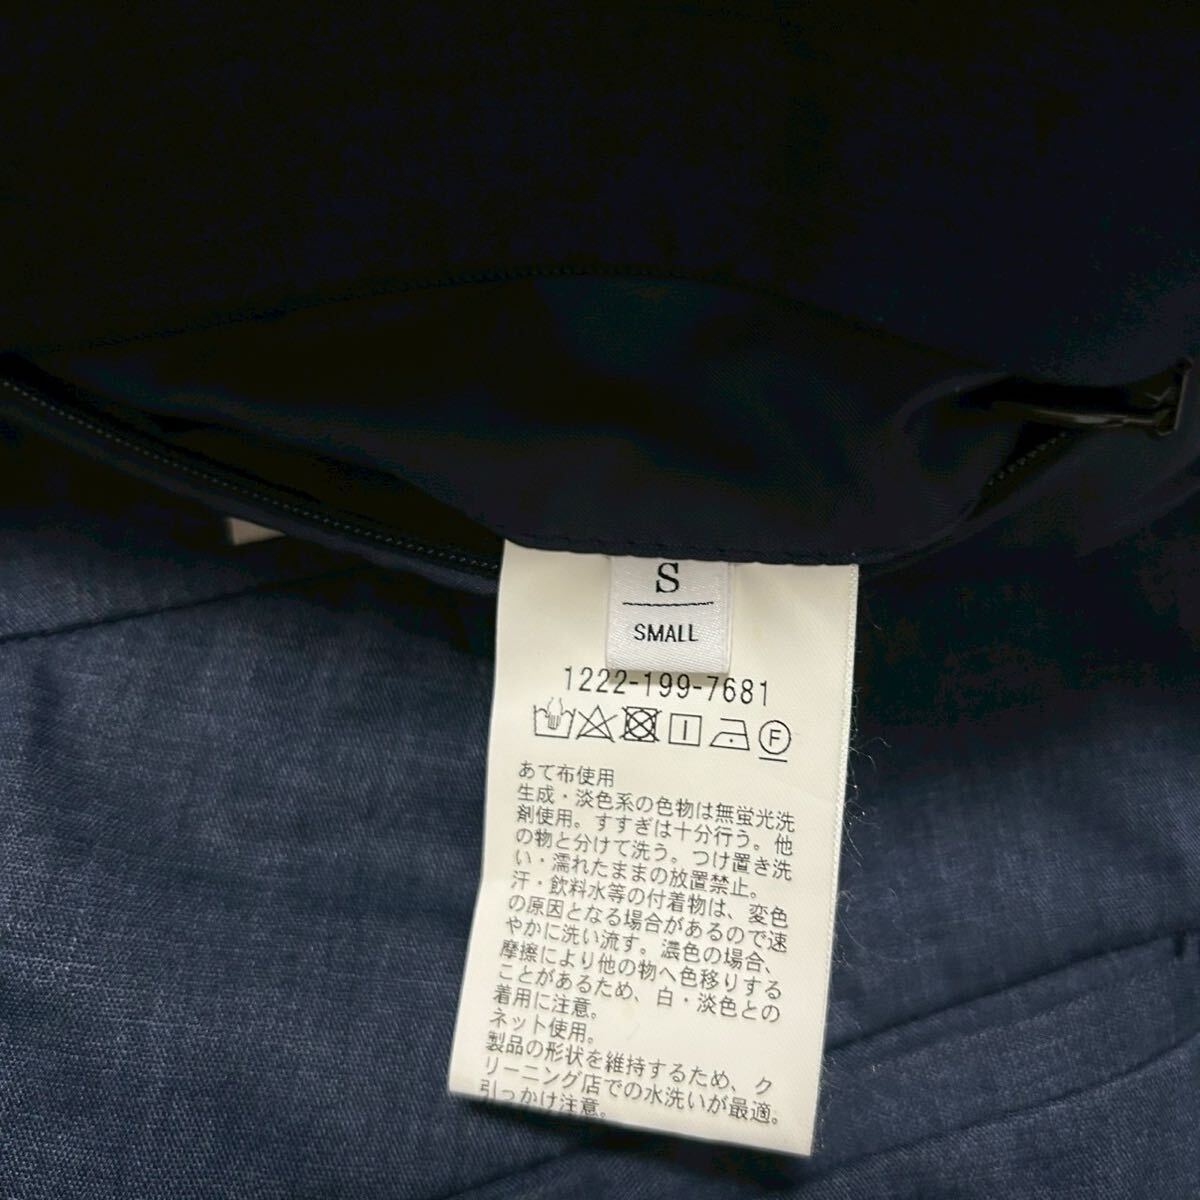 S
SMALL
1222-199-7681
F
あて布使用
生成・淡色系の色物は無蛍光洗
剤使用。すすぎは十分行う。他
の物と分けて洗う。つけ置き洗
い・濡れたままの放置禁止。
汗・飲料水等の付着物は、変色
の原因となる場合があるので速
やかに洗い流す。濃色の場合、
摩擦により他の物へ色移りする
ことがあるため、白・淡色との
着用に注意。
ネット使用。
製品の形状を維持するため、ク
リーニング店での水洗いが最適。
引っかけ注意。